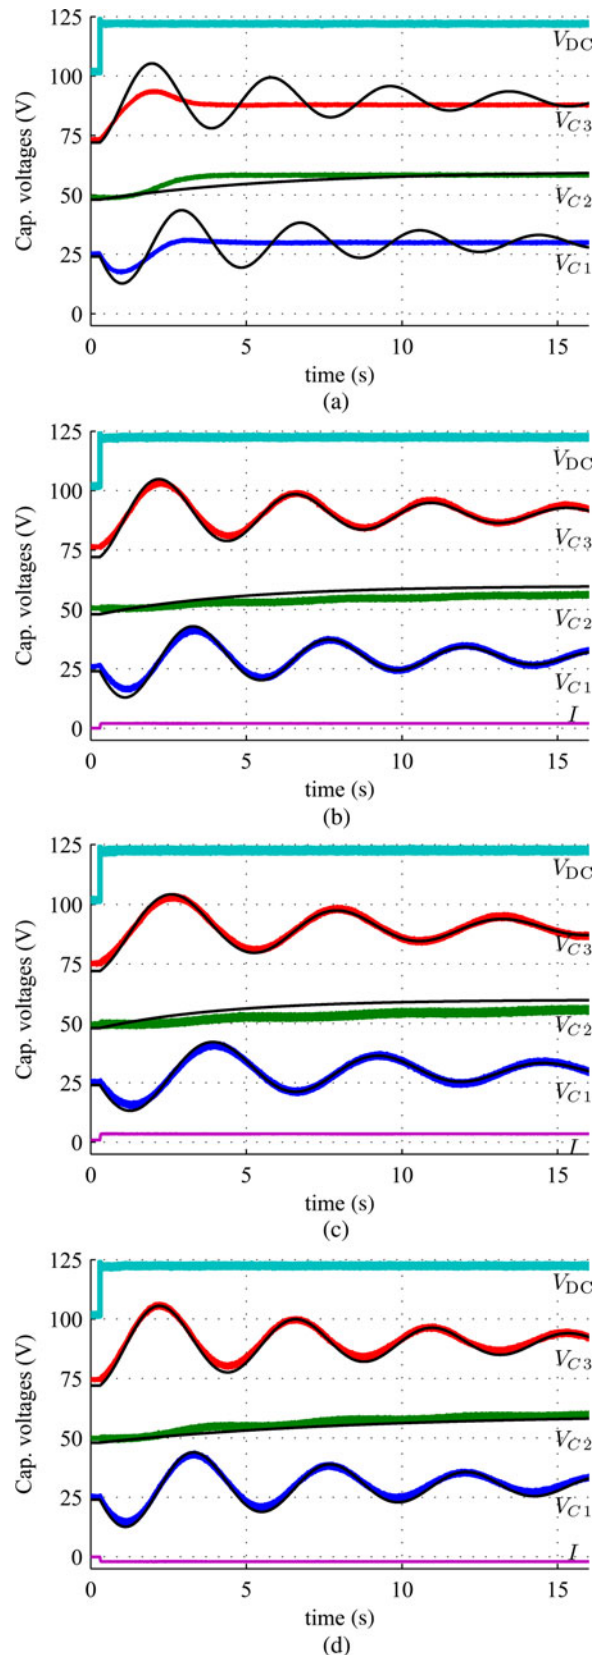 125
100
75
50
25
0
Cap. voltages (V)
V_DC
V_C3
V_C2
V_C1
0 5 10 15
time (s)
(a)
125
100
75
50
25
0
Cap. voltages (V)
V_DC
V_C3
V_C2
V_C1
I
0 5 10 15
time (s)
(b)
125
100
75
50
25
0
Cap. voltages (V)
V_DC
V_C3
V_C2
V_C1
I
0 5 10 15
time (s)
(c)
125
100
75
50
25
0
Cap. voltages (V)
V_DC
V_C3
V_C2
V_C1
I
0 5 10 15
time (s)
(d)